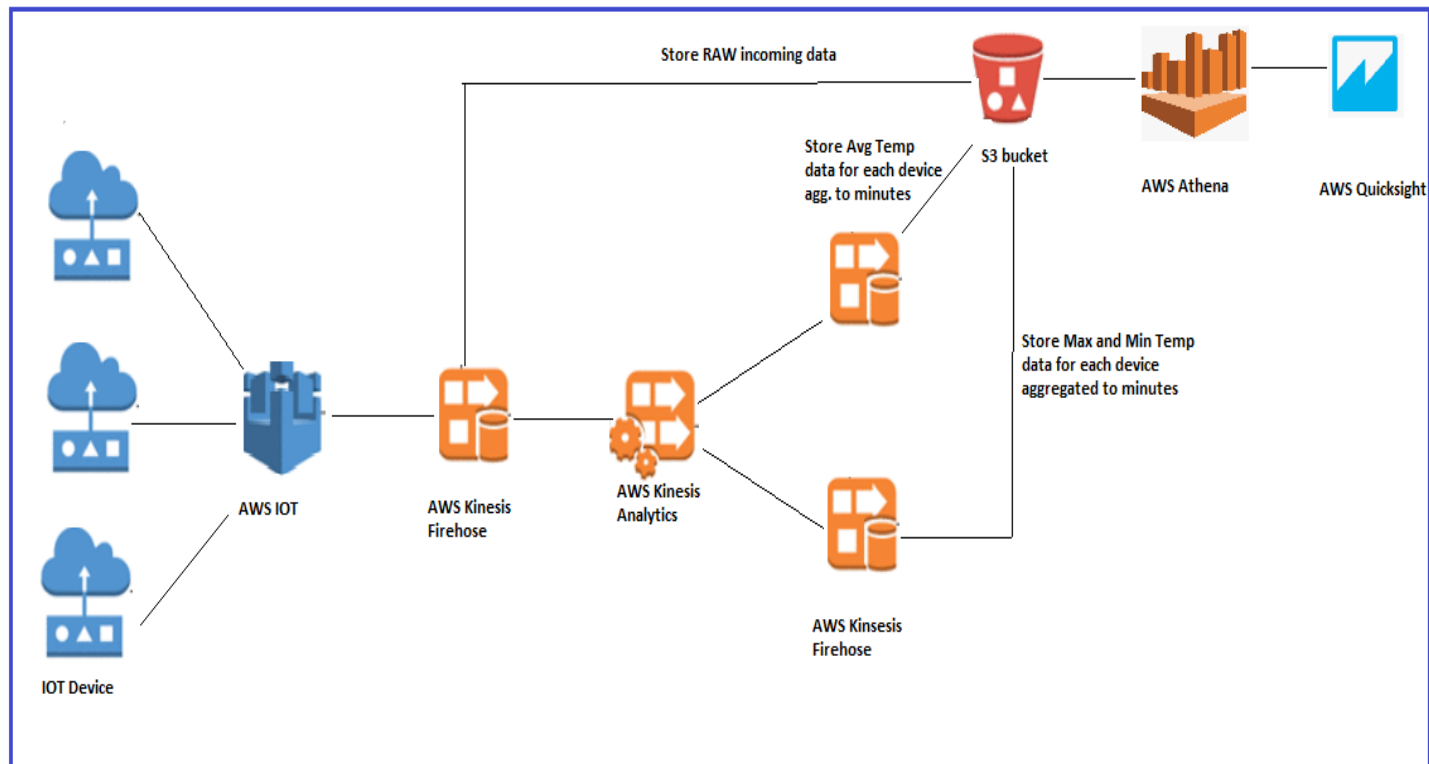 Store RAW incoming data
Store Avg Temp
data for each device
agg. to minutes
S3 bucket
AWS Athena
AWS Quicksight
Store Max and Min Temp
data for each device
aggregated to minutes
AWS IOT
AWS Kinesis
Firehose
AWS Kinesis
Analytics
AWS Kinsesis
Firehose
IOT Device